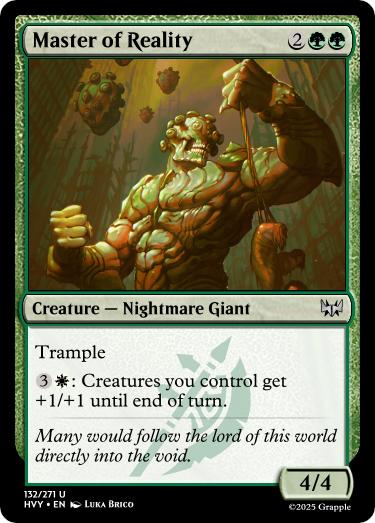 Master of Reality 2
Creature — Nightmare Giant
Trample
3 : Creatures you control get
+1/+1 until end of turn.
Many would follow the lord of this world
directly into the void.
4/4
132/271 U
HVY • EN Luka Brico
©2025 Grapple